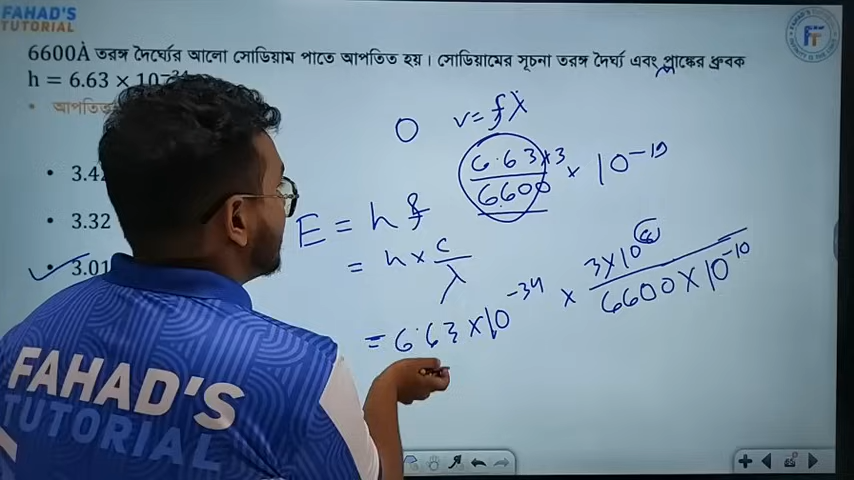 FAHAD'S
TUTORIAL
6600Å তরঙ্গ দৈর্ঘ্যের আলো সোডিয়াম পাতে আপতিত হয়। সোডিয়ামের সূচনা তরঙ্গ দৈর্ঘ্য এবং প্লাঙ্কের ধ্রুবক
h = 6.63 × 10⁻³⁴
আপতিত
3.4
3.32
3.01
v = fλ
6.63×3 / 6600 × 10⁻¹⁹
E = hf
= h × c/λ
= 6.63 × 10⁻³⁴ × 3×10⁸ / 6600×10⁻¹⁰
FAHAD'S
TUTORIAL